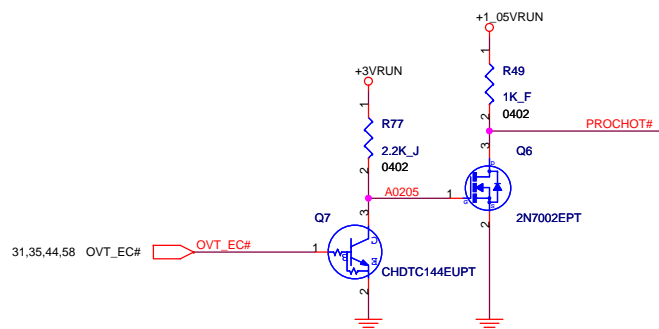 +1_05VRUN
1
R49
1K_F
0402
2
+3VRUN
1
R77
2.2K_J
0402
2
PROCHOT#
3
Q6
A0205
1
2N7002EPT
2
3
Q7
31,35,44,58 OVT_EC#
OVT_EC#
1
CHDTC144EUPT
2